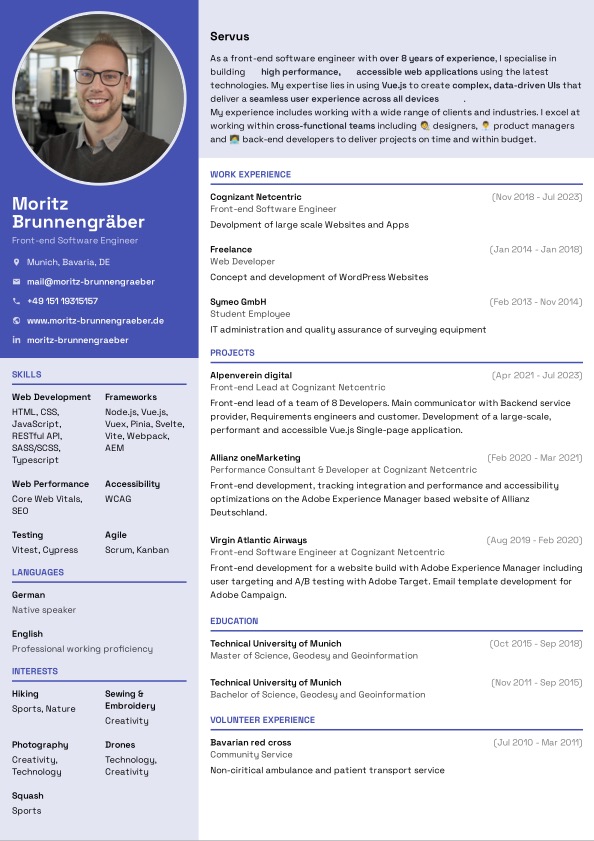 Moritz
Brunnengräber
Front-end Software Engineer
Munich, Bavaria, DE
mail@moritz-brunnengraeber
+49 151 19315157
www.moritz-brunnengraeber.de
moritz-brunnengraeber
SKILLS
Web Development
HTML, CSS,
JavaScript,
RESTful API,
SASS/SCSS,
Typescript
Frameworks
Node.js, Vue.js,
Vuex, Pinia, Svelte,
Vite, Webpack,
AEM
Web Performance
Core Web Vitals,
SEO
Accessibility
WCAG
Testing
Vitest, Cypress
Agile
Scrum, Kanban
LANGUAGES
German
Native speaker
English
Professional working proficiency
INTERESTS
Hiking
Sports, Nature
Sewing &
Embroidery
Creativity
Photography
Creativity,
Technology
Drones
Technology,
Creativity
Squash
Sports
Servus
As a front-end software engineer with over 8 years of experience, I specialise in
building high performance, accessible web applications using the latest
technologies. My expertise lies in using Vue.js to create complex, data-driven UIs that
deliver a seamless user experience across all devices .
My experience includes working with a wide range of clients and industries. I excel at
working within cross-functional teams including 🧑‍🎨 designers, 👨‍💼 product managers
and 🧑‍💻 back-end developers to deliver projects on time and within budget.
WORK EXPERIENCE
Cognizant Netcentric (Nov 2018 - Jul 2023)
Front-end Software Engineer
Devolpment of large scale Websites and Apps
Freelance (Jan 2014 - Jan 2018)
Web Developer
Concept and development of WordPress Websites
Symeo GmbH (Feb 2013 - Nov 2014)
Student Employee
IT administration and quality assurance of surveying equipment
PROJECTS
Alpenverein digital (Apr 2021 - Jul 2023)
Front-end Lead at Cognizant Netcentric
Front-end lead of a team of 8 Developers. Main communicator with Backend service
provider, Requirements engineers and customer. Development of a large-scale,
performant and accessible Vue.js Single-page application.
Allianz oneMarketing (Feb 2020 - Mar 2021)
Performance Consultant & Developer at Cognizant Netcentric
Front-end development, tracking integration and performance and accessibility
optimizations on the Adobe Experience Manager based website of Allianz
Deutschland.
Virgin Atlantic Airways (Aug 2019 - Feb 2020)
Front-end Software Engineer at Cognizant Netcentric
Front-end development for a website build with Adobe Experience Manager including
user targeting and A/B testing with Adobe Target. Email template development for
Adobe Campaign.
EDUCATION
Technical University of Munich (Oct 2015 - Sep 2018)
Master of Science, Geodesy and Geoinformation
Technical University of Munich (Nov 2011 - Sep 2015)
Bachelor of Science, Geodesy and Geoinformation
VOLUNTEER EXPERIENCE
Bavarian red cross (Jul 2010 - Mar 2011)
Community Service
Non-ciritical ambulance and patient transport service